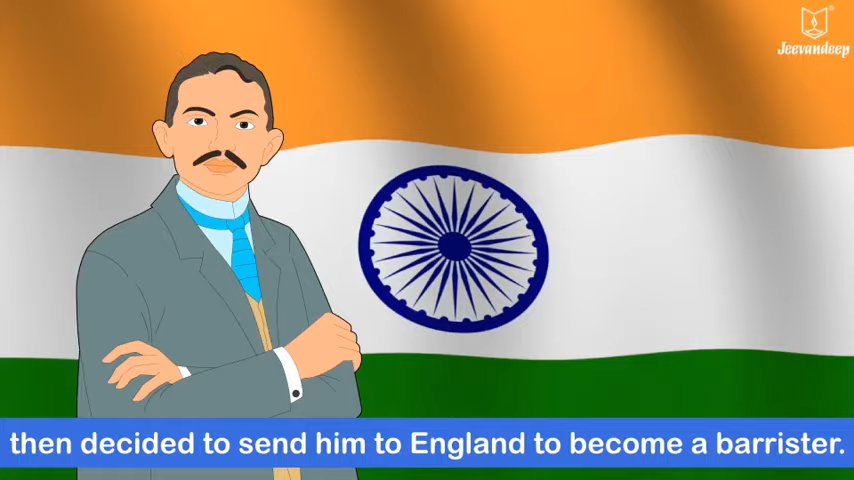 Jeevandeep
then decided to send him to England to become a barrister.